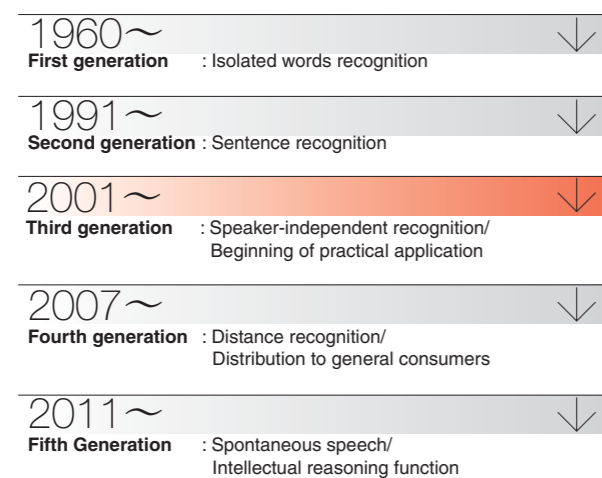 1960~
First generation : Isolated words recognition
1991~
Second generation : Sentence recognition
2001~
Third generation : Speaker-independent recognition/
Beginning of practical application
2007~
Fourth generation : Distance recognition/
Distribution to general consumers
2011~
Fifth Generation : Spontaneous speech/
Intellectual reasoning function